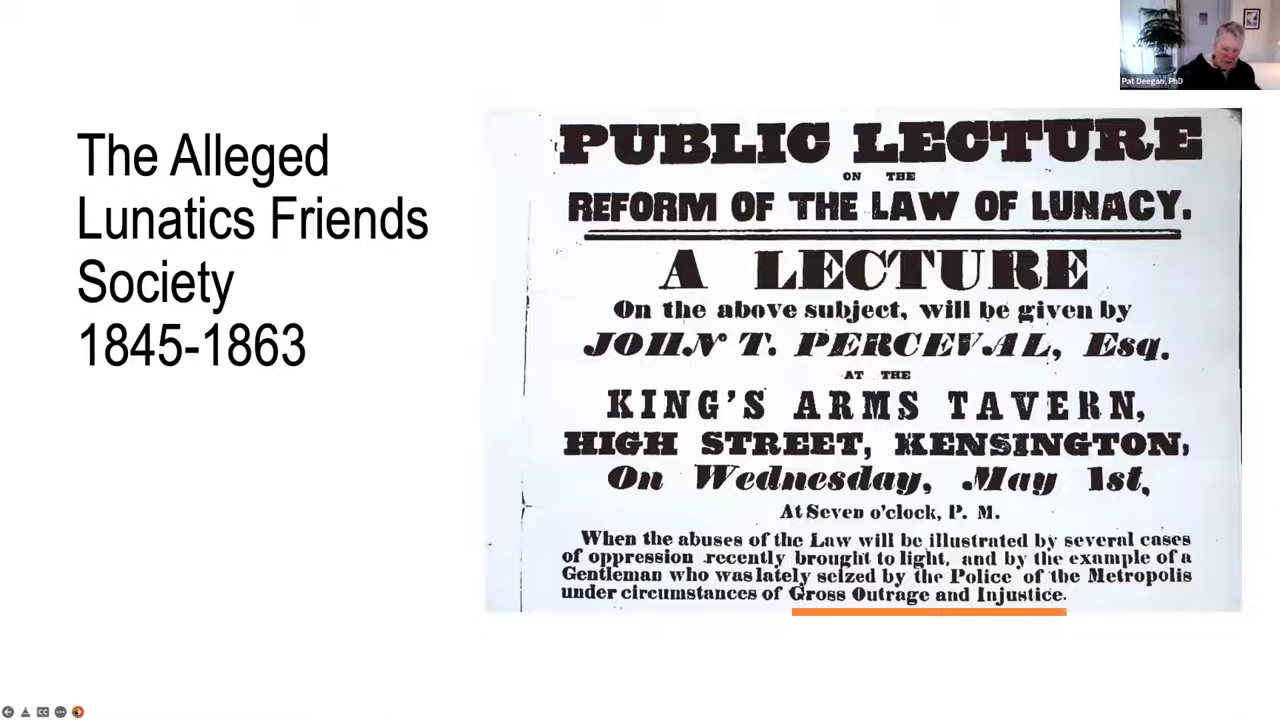 Pat Deegan, PhD
The Alleged
Lunatics Friends
Society
1845-1863
PUBLIC LECTURE
ON THE
REFORM OF THE LAW OF LUNACY.
A LECTURE
On the above subject, will be given by
JOHN T. PERCEVAL, Esq.
AT THE
KING'S ARMS TAVERN,
HIGH STREET, KENSINGTON,
On Wednesday, May 1st,
At Seven o'clock, P. M.
When the abuses of the Law will be illustrated by several cases
of oppression recently brought to light, and by the example of a
Gentleman who was lately seized by the Police of the Metropolis
under circumstances of Gross Outrage and Injustice.
CC